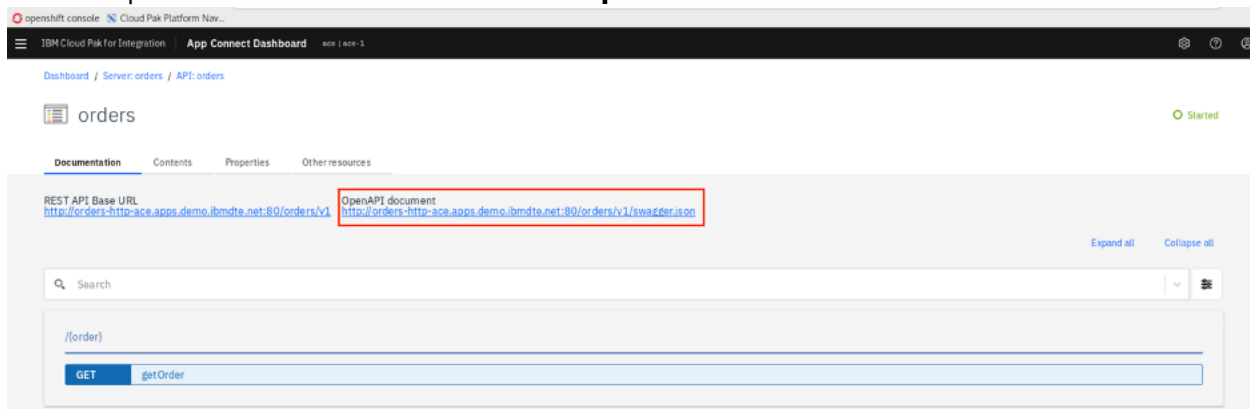 openshift console Cloud Pak Platform Nav...
IBM Cloud Pak for Integration App Connect Dashboard ace | ace-1
Dashboard / Server: orders / API: orders
orders
Started
Documentation Contents Properties Other resources
REST API Base URL OpenAPI document
http://orders-http-ace.apps.demo.ibmdte.net:80/orders/v1 http://orders-http-ace.apps.demo.ibmdte.net:80/orders/v1/swagger.json
Expand all Collapse all
Search
/{order}
GET getOrder